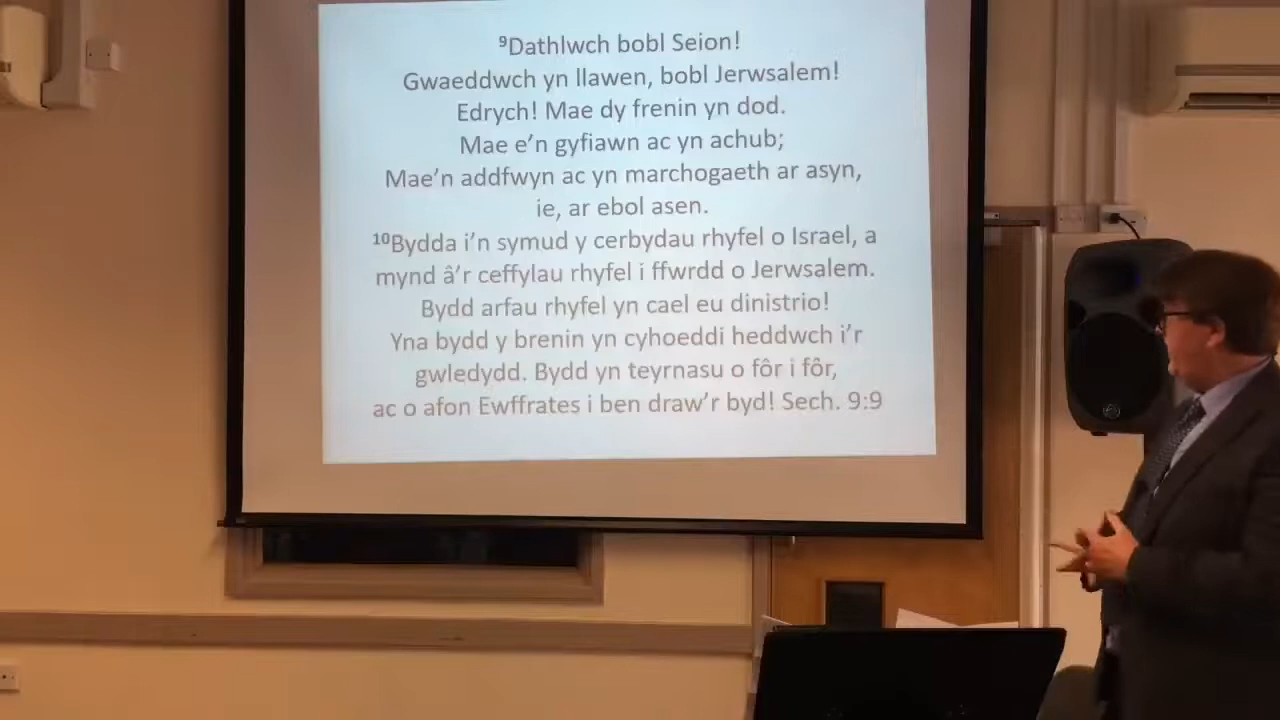 ⁹Dathlwch bobl Seion!
Gwaeddwch yn llawen, bobl Jerwsalem!
Edrych! Mae dy frenin yn dod.
Mae e’n gyfiawn ac yn achub;
Mae’n addfwyn ac yn marchogaeth ar asyn,
ie, ar ebol asen.
¹⁰Bydda i’n symud y cerbydau rhyfel o Israel, a
mynd â’r ceffylau rhyfel i ffwrdd o Jerwsalem.
Bydd arfau rhyfel yn cael eu dinistrio!
Yna bydd y brenin yn cyhoeddi heddwch i’r
gwledydd. Bydd yn teyrnasu o fôr i fôr,
ac o afon Ewffrates i ben draw’r byd! Sech. 9:9